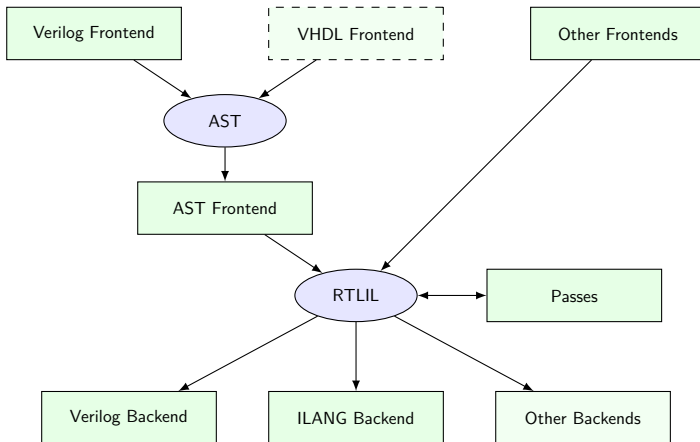 Verilog Frontend
VHDL Frontend
Other Frontends
AST
AST Frontend
RTLIL
Passes
Verilog Backend
ILANG Backend
Other Backends